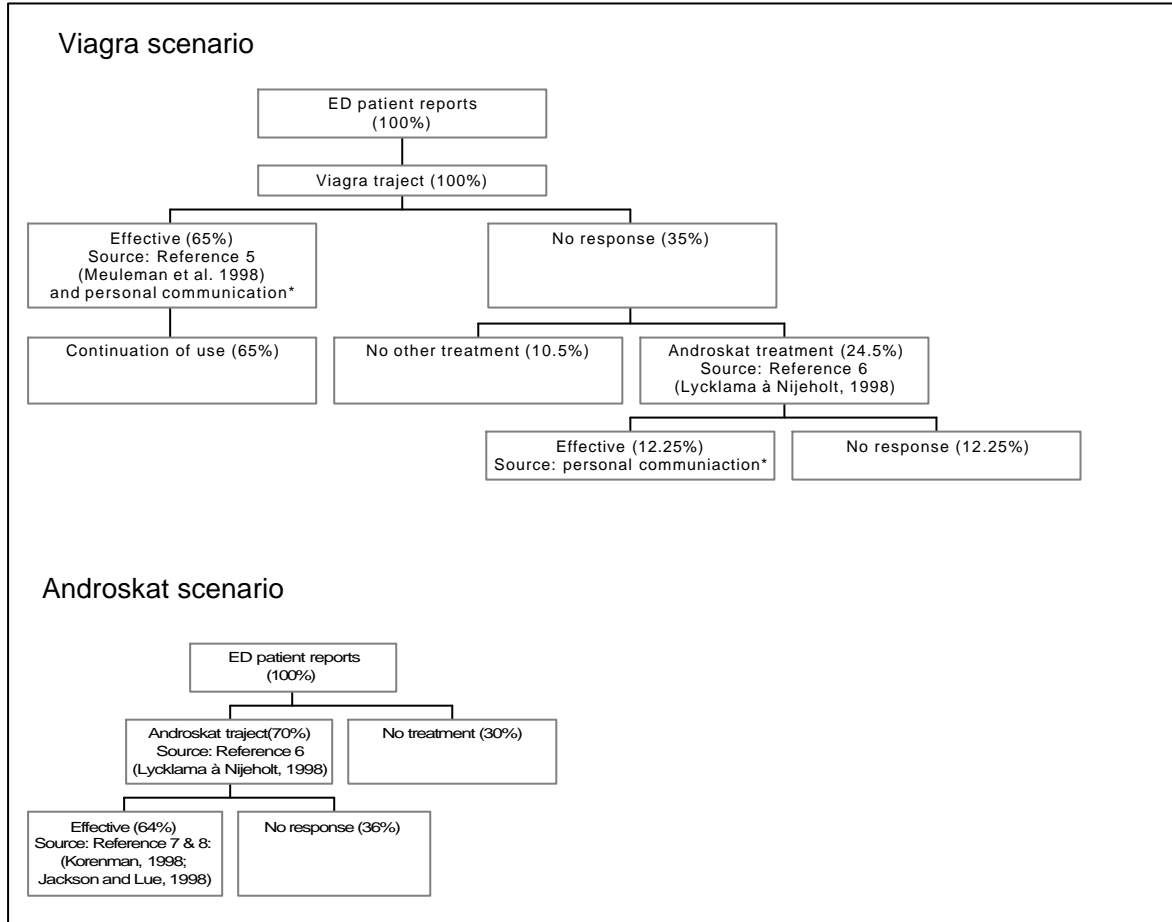 Viagra scenario
ED patient reports
(100%)
Viagra traject (100%)
Effective (65%)
Source: Reference 5
(Meuleman et al. 1998)
and personal communication*
No response (35%)
Continuation of use (65%)
No other treatment (10.5%)
Androskat treatment (24.5%)
Source: Reference 6
(Lycklama à Nijeholt, 1998)
Effective (12.25%)
Source: personal communiaction*
No response (12.25%)
Androskat scenario
ED patient reports
(100%)
Androskat traject(70%)
Source: Reference 6
(Lycklama à Nijeholt, 1998)
No treatment (30%)
Effective (64%)
Source: Reference 7 & 8:
(Korenman, 1998;
Jackson and Lue, 1998)
No response (36%)